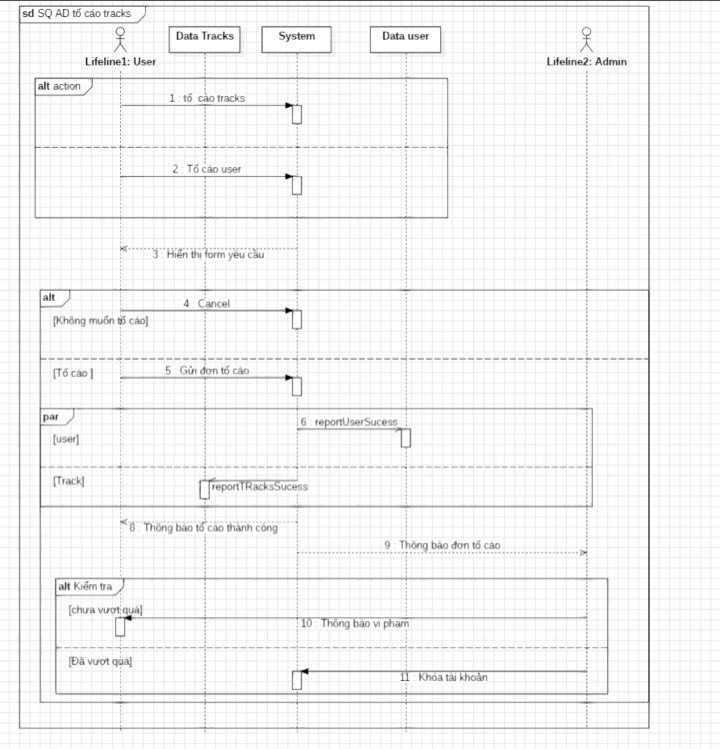 sd SQ AD tố cáo tracks
Data Tracks
System
Data user
Lifeline1: User
Lifeline2: Admin
alt action
1 : tố cáo tracks
2 : Tố cáo user
3 : Hiển thị form yêu cầu
alt
4 : Cancel
[Không muốn tố cáo]
[Tố cáo ]
5 : Gửi đơn tố cáo
par
6 : reportUserSucess
[user]
[Track]
reportTRacksSucess
8 : Thông báo tố cáo thành công
9 : Thông báo đơn tố cáo
alt Kiểm tra
[chưa vượt quá]
10 : Thông báo vi phạm
[Đã vượt quá]
11 : Khóa tài khoản